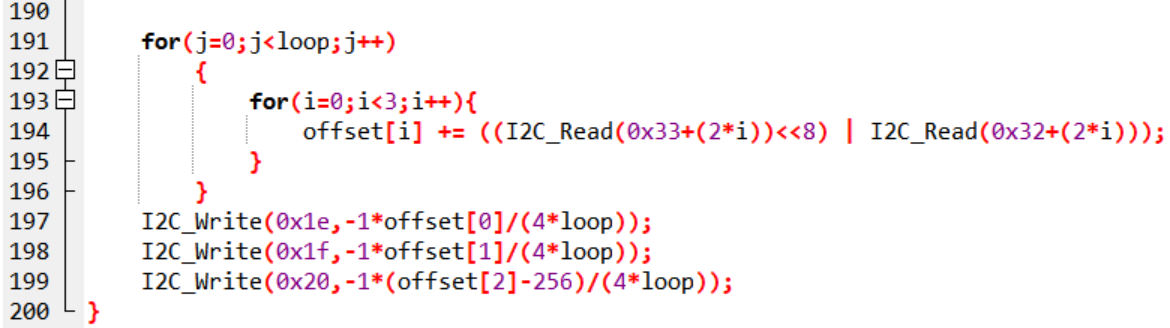 190
191 for(j=0;j<loop;j++)
192 {
193 for(i=0;i<3;i++){
194 offset[i] += ((I2C_Read(0x33+(2*i))<<8) | I2C_Read(0x32+(2*i)));
195 }
196 }
197 I2C_Write(0x1e,-1*offset[0]/(4*loop));
198 I2C_Write(0x1f,-1*offset[1]/(4*loop));
199 I2C_Write(0x20,-1*(offset[2]-256)/(4*loop));
200 }